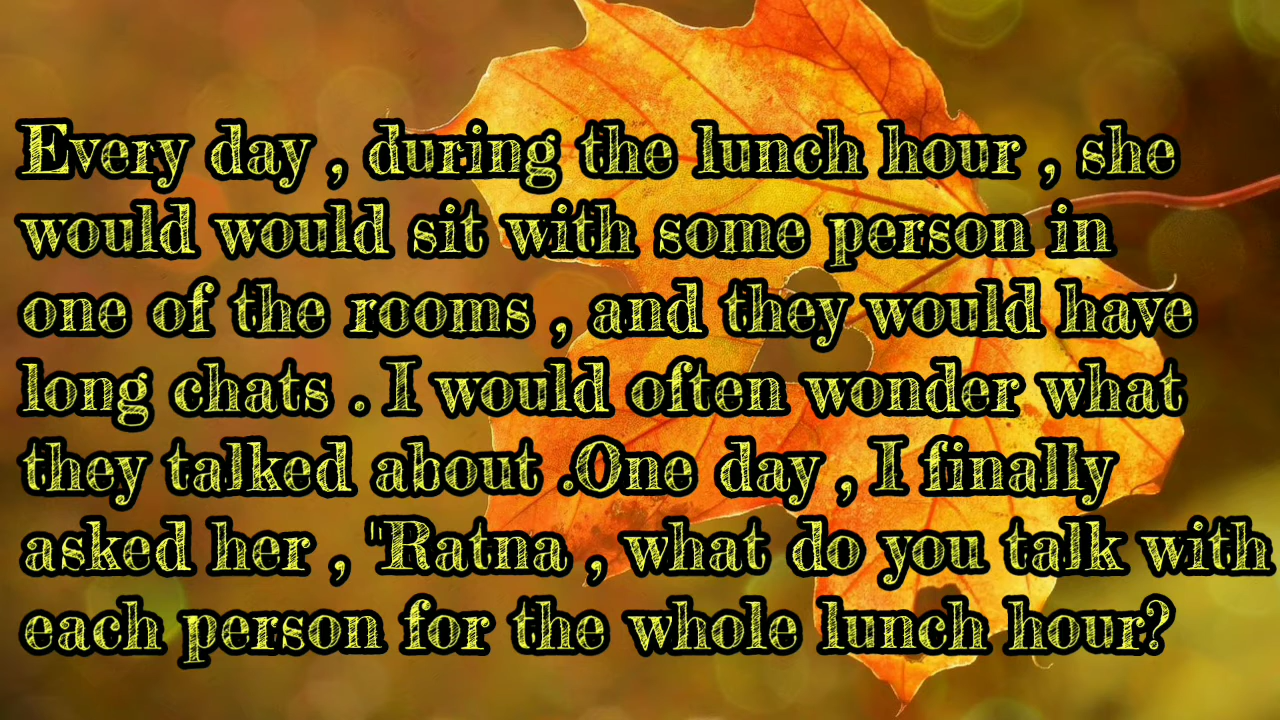 Every day , during the lunch hour , she
would would sit with some person in
one of the rooms , and they would have
long chats . I would often wonder what
they talked about .One day , I finally
asked her , "Ratna , what do you talk with
each person for the whole lunch hour?